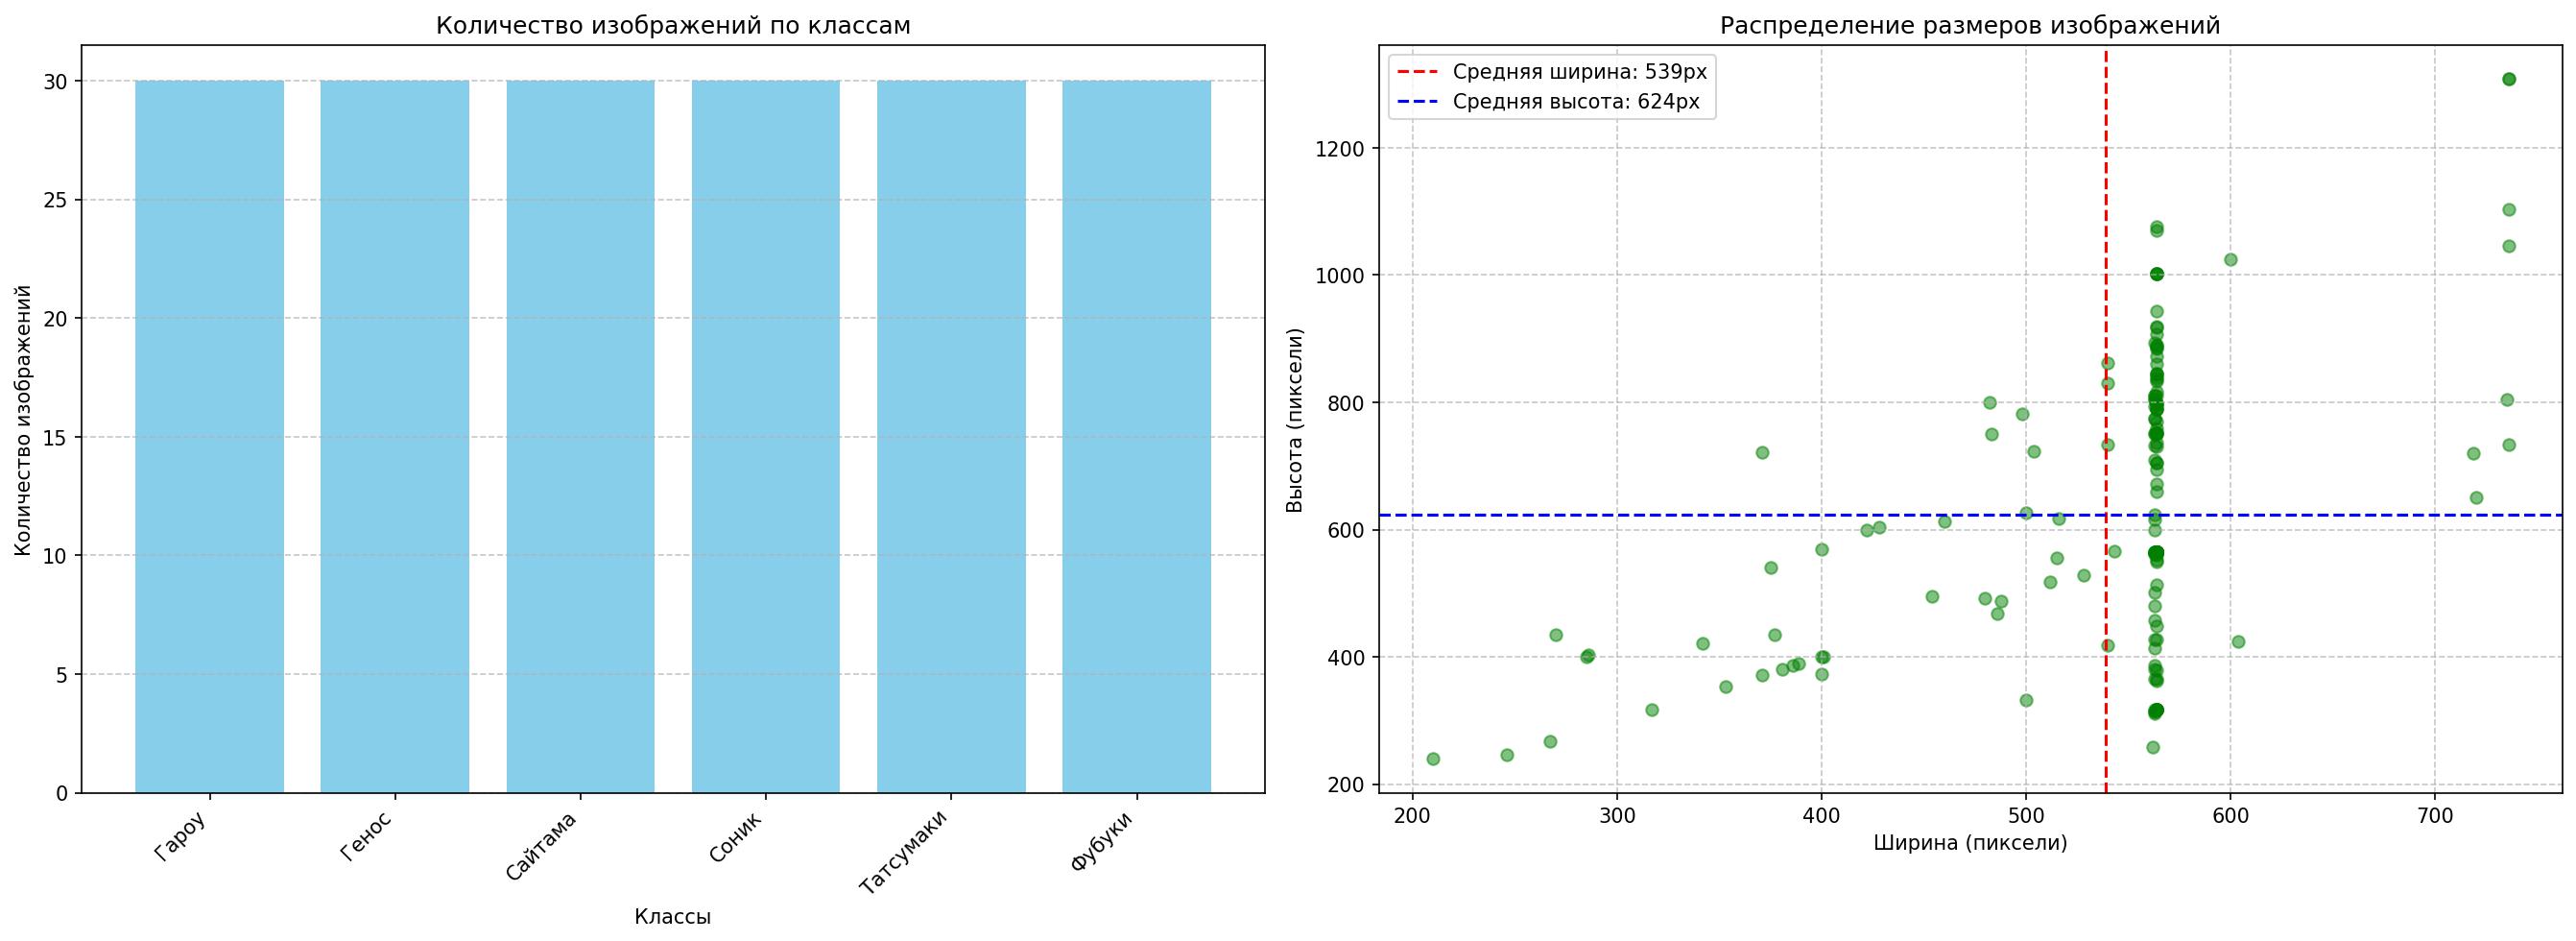 Количество изображений по классам
Количество изображений
30
25
20
15
10
5
0
Гароу
Генос
Сайтама
Соник
Татсумаки
Фубуки
Классы
Распределение размеров изображений
Средняя ширина: 539px
Средняя высота: 624px
Высота (пиксели)
1200
1000
800
600
400
200
200 300 400 500 600 700
Ширина (пиксели)